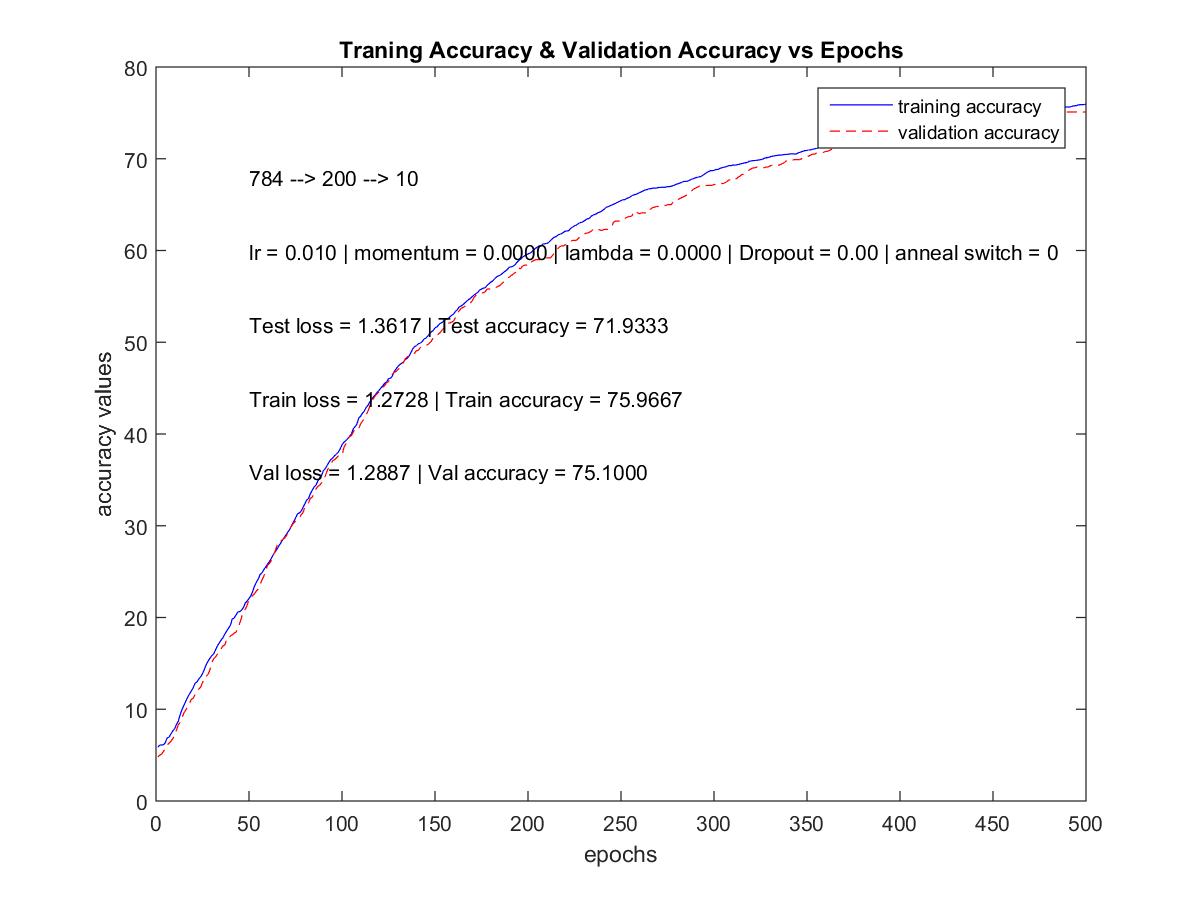 Traning Accuracy & Validation Accuracy vs Epochs
80
70
60
50
40
30
20
10
0
accuracy values
training accuracy
validation accuracy
784 --> 200 --> 10
lr = 0.010 | momentum = 0.0000 | lambda = 0.0000 | Dropout = 0.00 | anneal switch = 0
Test loss = 1.3617 | Test accuracy = 71.9333
Train loss = 1.2728 | Train accuracy = 75.9667
Val loss = 1.2887 | Val accuracy = 75.1000
0 50 100 150 200 250 300 350 400 450 500
epochs